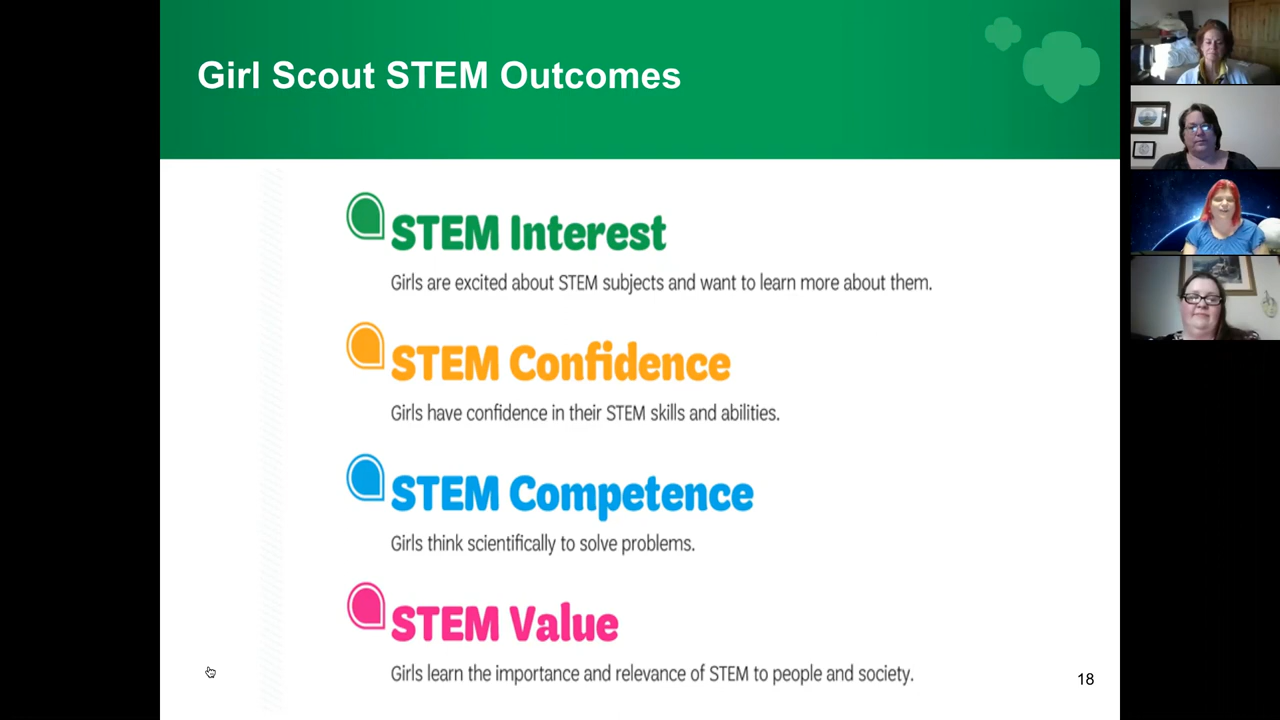 Girl Scout STEM Outcomes
STEM Interest
Girls are excited about STEM subjects and want to learn more about them.
STEM Confidence
Girls have confidence in their STEM skills and abilities.
STEM Competence
Girls think scientifically to solve problems.
STEM Value
Girls learn the importance and relevance of STEM to people and society.
18